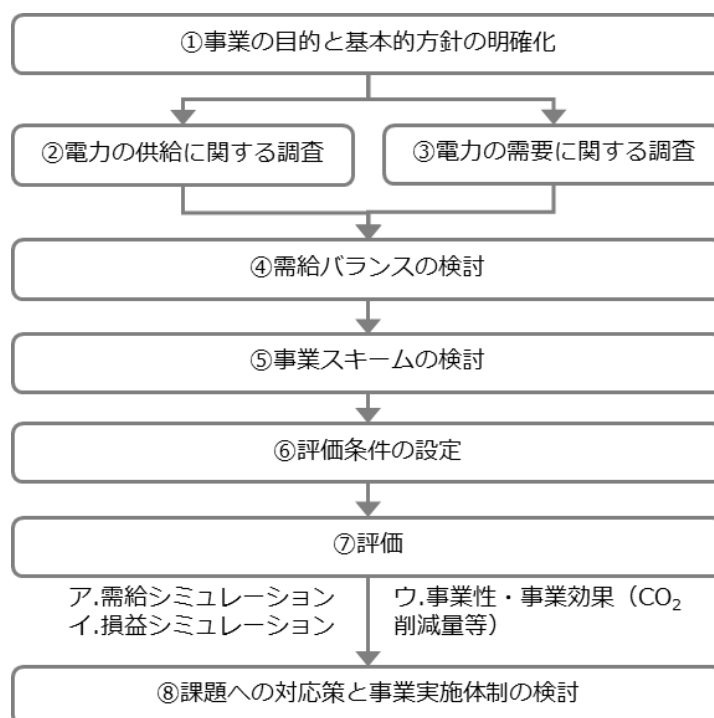 ①事業の目的と基本的方針の明確化
②電力の供給に関する調査
③電力の需要に関する調査
④需給バランスの検討
⑤事業スキームの検討
⑥評価条件の設定
⑦評価
ア.需給シミュレーション
イ.損益シミュレーション
ウ.事業性・事業効果（CO₂
削減量等）
⑧課題への対応策と事業実施体制の検討